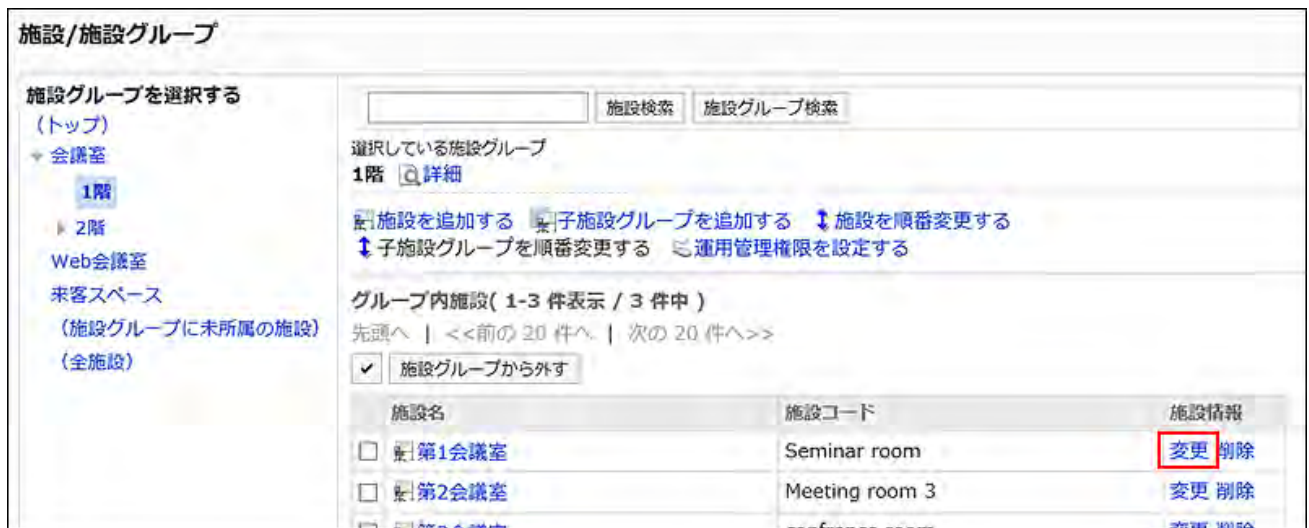 施設/施設グループ
施設グループを選択する
(トップ)
会議室
1階
2階
Web会議室
来客スペース
(施設グループに未所属の施設)
(全施設)
施設検索 施設グループ検索
選択している施設グループ
1階 詳細
施設を追加する 子施設グループを追加する 施設を順番変更する
子施設グループを順番変更する 運用管理権限を設定する
グループ内施設( 1-3 件表示 / 3 件中 )
先頭へ | <<前の 20 件へ | 次の 20 件へ>>
施設グループから外す
施設名 施設コード 施設情報
第1会議室 Seminar room 変更 削除
第2会議室 Meeting room 3 変更 削除